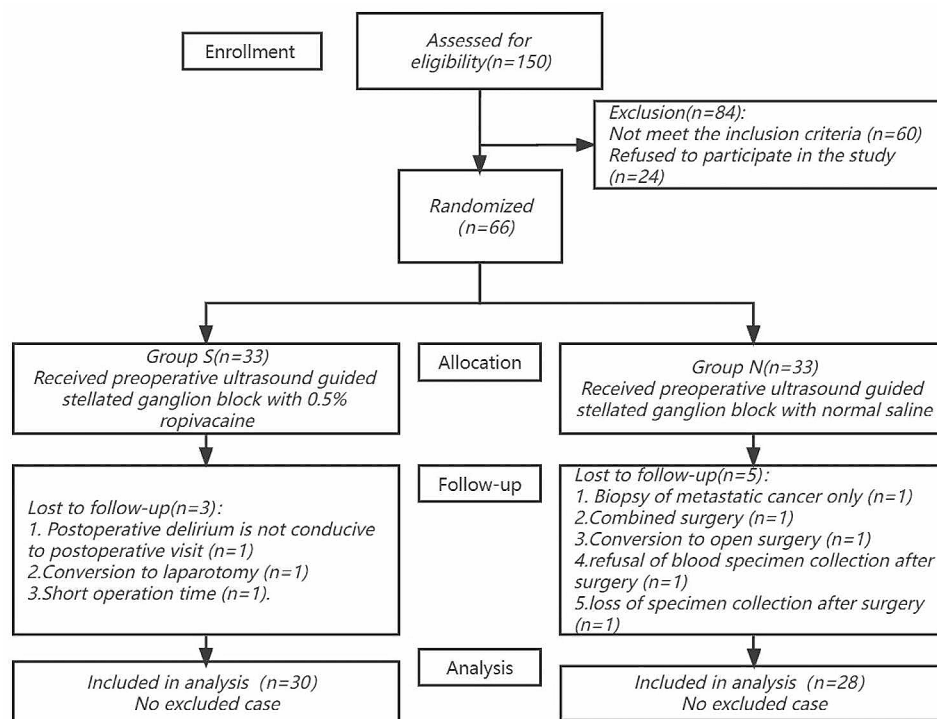 Enrollment
Assessed for
eligibility(n=150)
Exclusion(n=84):
Not meet the inclusion criteria (n=60)
Refused to participate in the study
(n=24)
Randomized
(n=66)
Group S(n=33)
Received preoperative ultrasound guided
stellated ganglion block with 0.5%
ropivacaine
Allocation
Group N(n=33)
Received preoperative ultrasound guided
stellated ganglion block with normal saline
Lost to follow-up(n=3):
1. Postoperative delirium is not conducive
to postoperative visit (n=1)
2.Conversion to laparotomy (n=1)
3.Short operation time (n=1).
Follow-up
Lost to follow-up(n=5):
1. Biopsy of metastatic cancer only (n=1)
2.Combined surgery (n=1)
3.Conversion to open surgery (n=1)
4.refusal of blood specimen collection after
surgery (n=1)
5.loss of specimen collection after surgery
(n=1)
Included in analysis (n=30)
No excluded case
Analysis
Included in analysis (n=28)
No excluded case